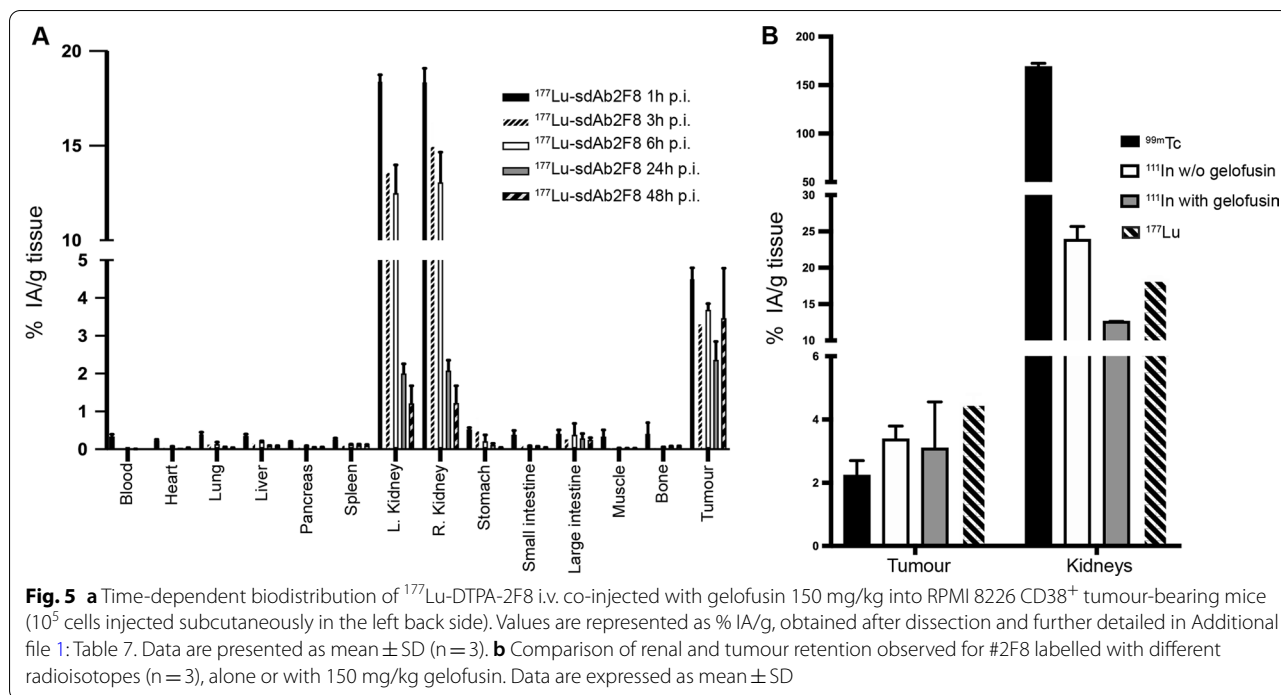 A
20
15
10
5
4
3
2
1
0
% IA/g tissue
¹⁷⁷Lu-sdAb2F8 1h p.i.
¹⁷⁷Lu-sdAb2F8 3h p.i.
¹⁷⁷Lu-sdAb2F8 6h p.i.
¹⁷⁷Lu-sdAb2F8 24h p.i.
¹⁷⁷Lu-sdAb2F8 48h p.i.
Blood
Heart
Lung
Liver
Pancreas
Spleen
L. Kidney
R. Kidney
Stomach
Small intestine
Large intestine
Muscle
Bone
Tumour
B
200
150
100
50
30
25
20
15
10
6
4
2
0
% IA/g tissue
⁹⁹ᵐTc
¹¹¹In w/o gelofusin
¹¹¹In with gelofusin
¹⁷⁷Lu
Tumour
Kidneys
Fig. 5 a Time-dependent biodistribution of ¹⁷⁷Lu-DTPA-2F8 i.v. co-injected with gelofusin 150 mg/kg into RPMI 8226 CD38⁺ tumour-bearing mice
(10⁵ cells injected subcutaneously in the left back side). Values are represented as % IA/g, obtained after dissection and further detailed in Additional
file 1: Table 7. Data are presented as mean ± SD (n = 3). b Comparison of renal and tumour retention observed for #2F8 labelled with different
radioisotopes (n = 3), alone or with 150 mg/kg gelofusin. Data are expressed as mean ± SD